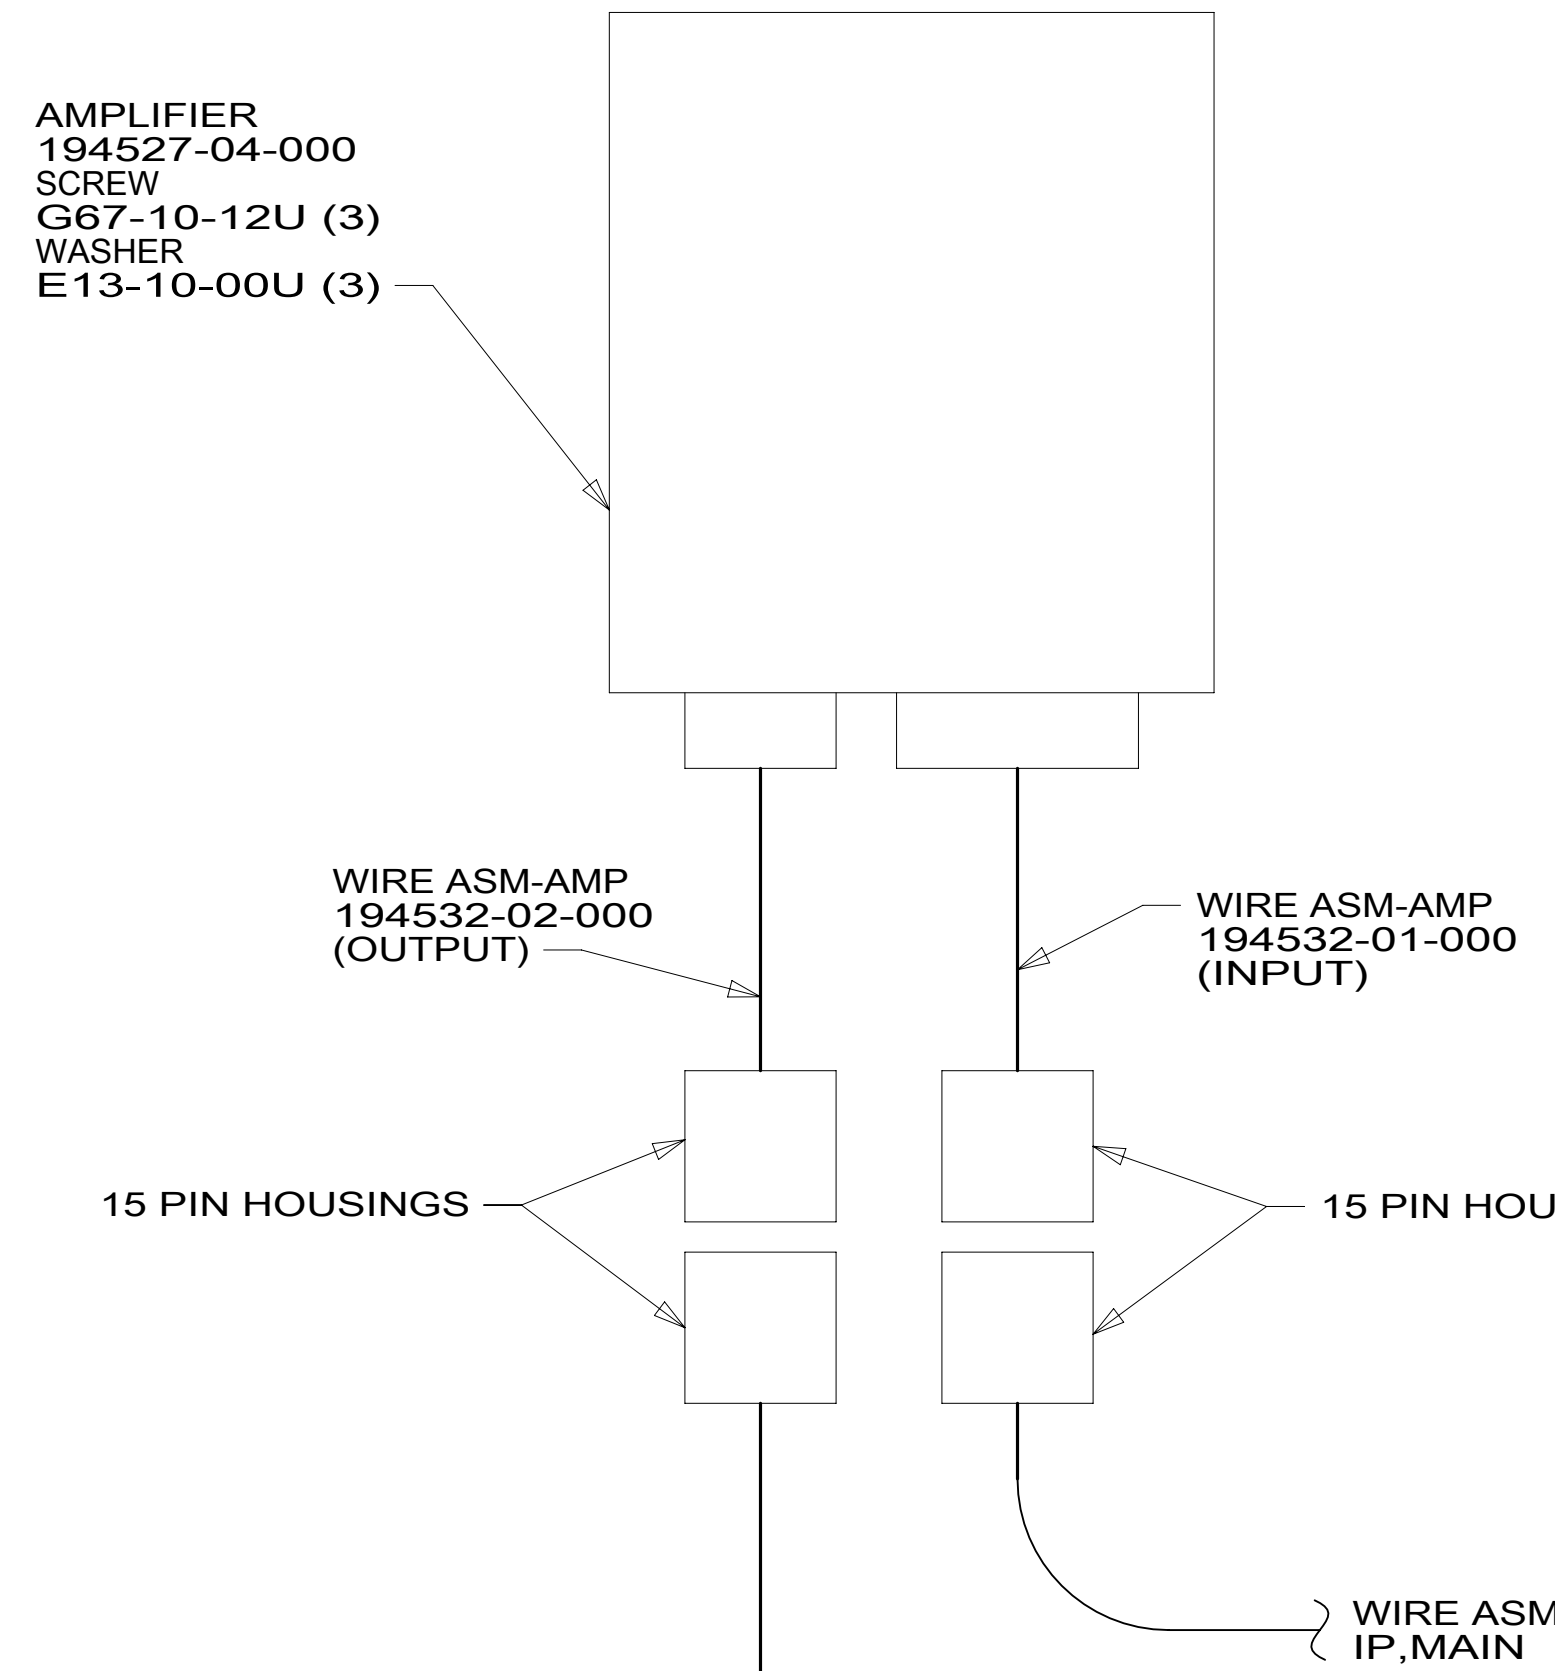 AMPLIFIER
194527-04-000
SCREW
G67-10-12U (3)
WASHER
E13-10-00U (3)
WIRE ASM-AMP
194532-02-000
(OUTPUT)
WIRE ASM-AMP
194532-01-000
(INPUT)
15 PIN HOUSINGS
15 PIN HOU
WIRE ASM
IP,MAIN